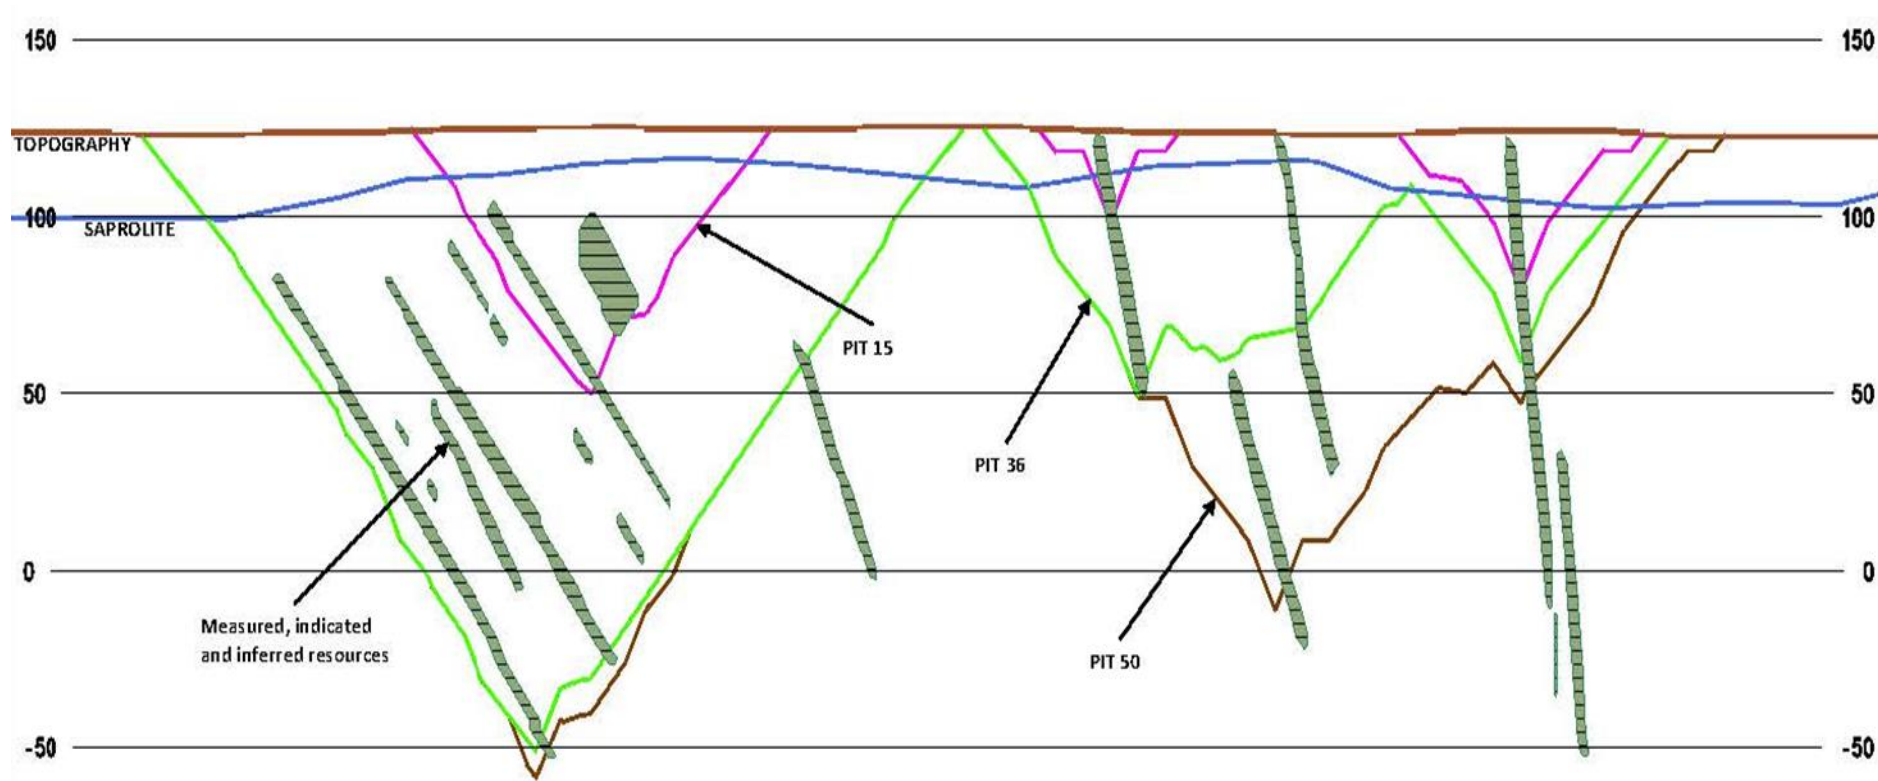 150 150
TOPOGRAPHY
100 100
SAPROLITE
PIT 15
50 50
PIT 36
0 0
Measured, indicated
and inferred resources
PIT 50
-50 -50